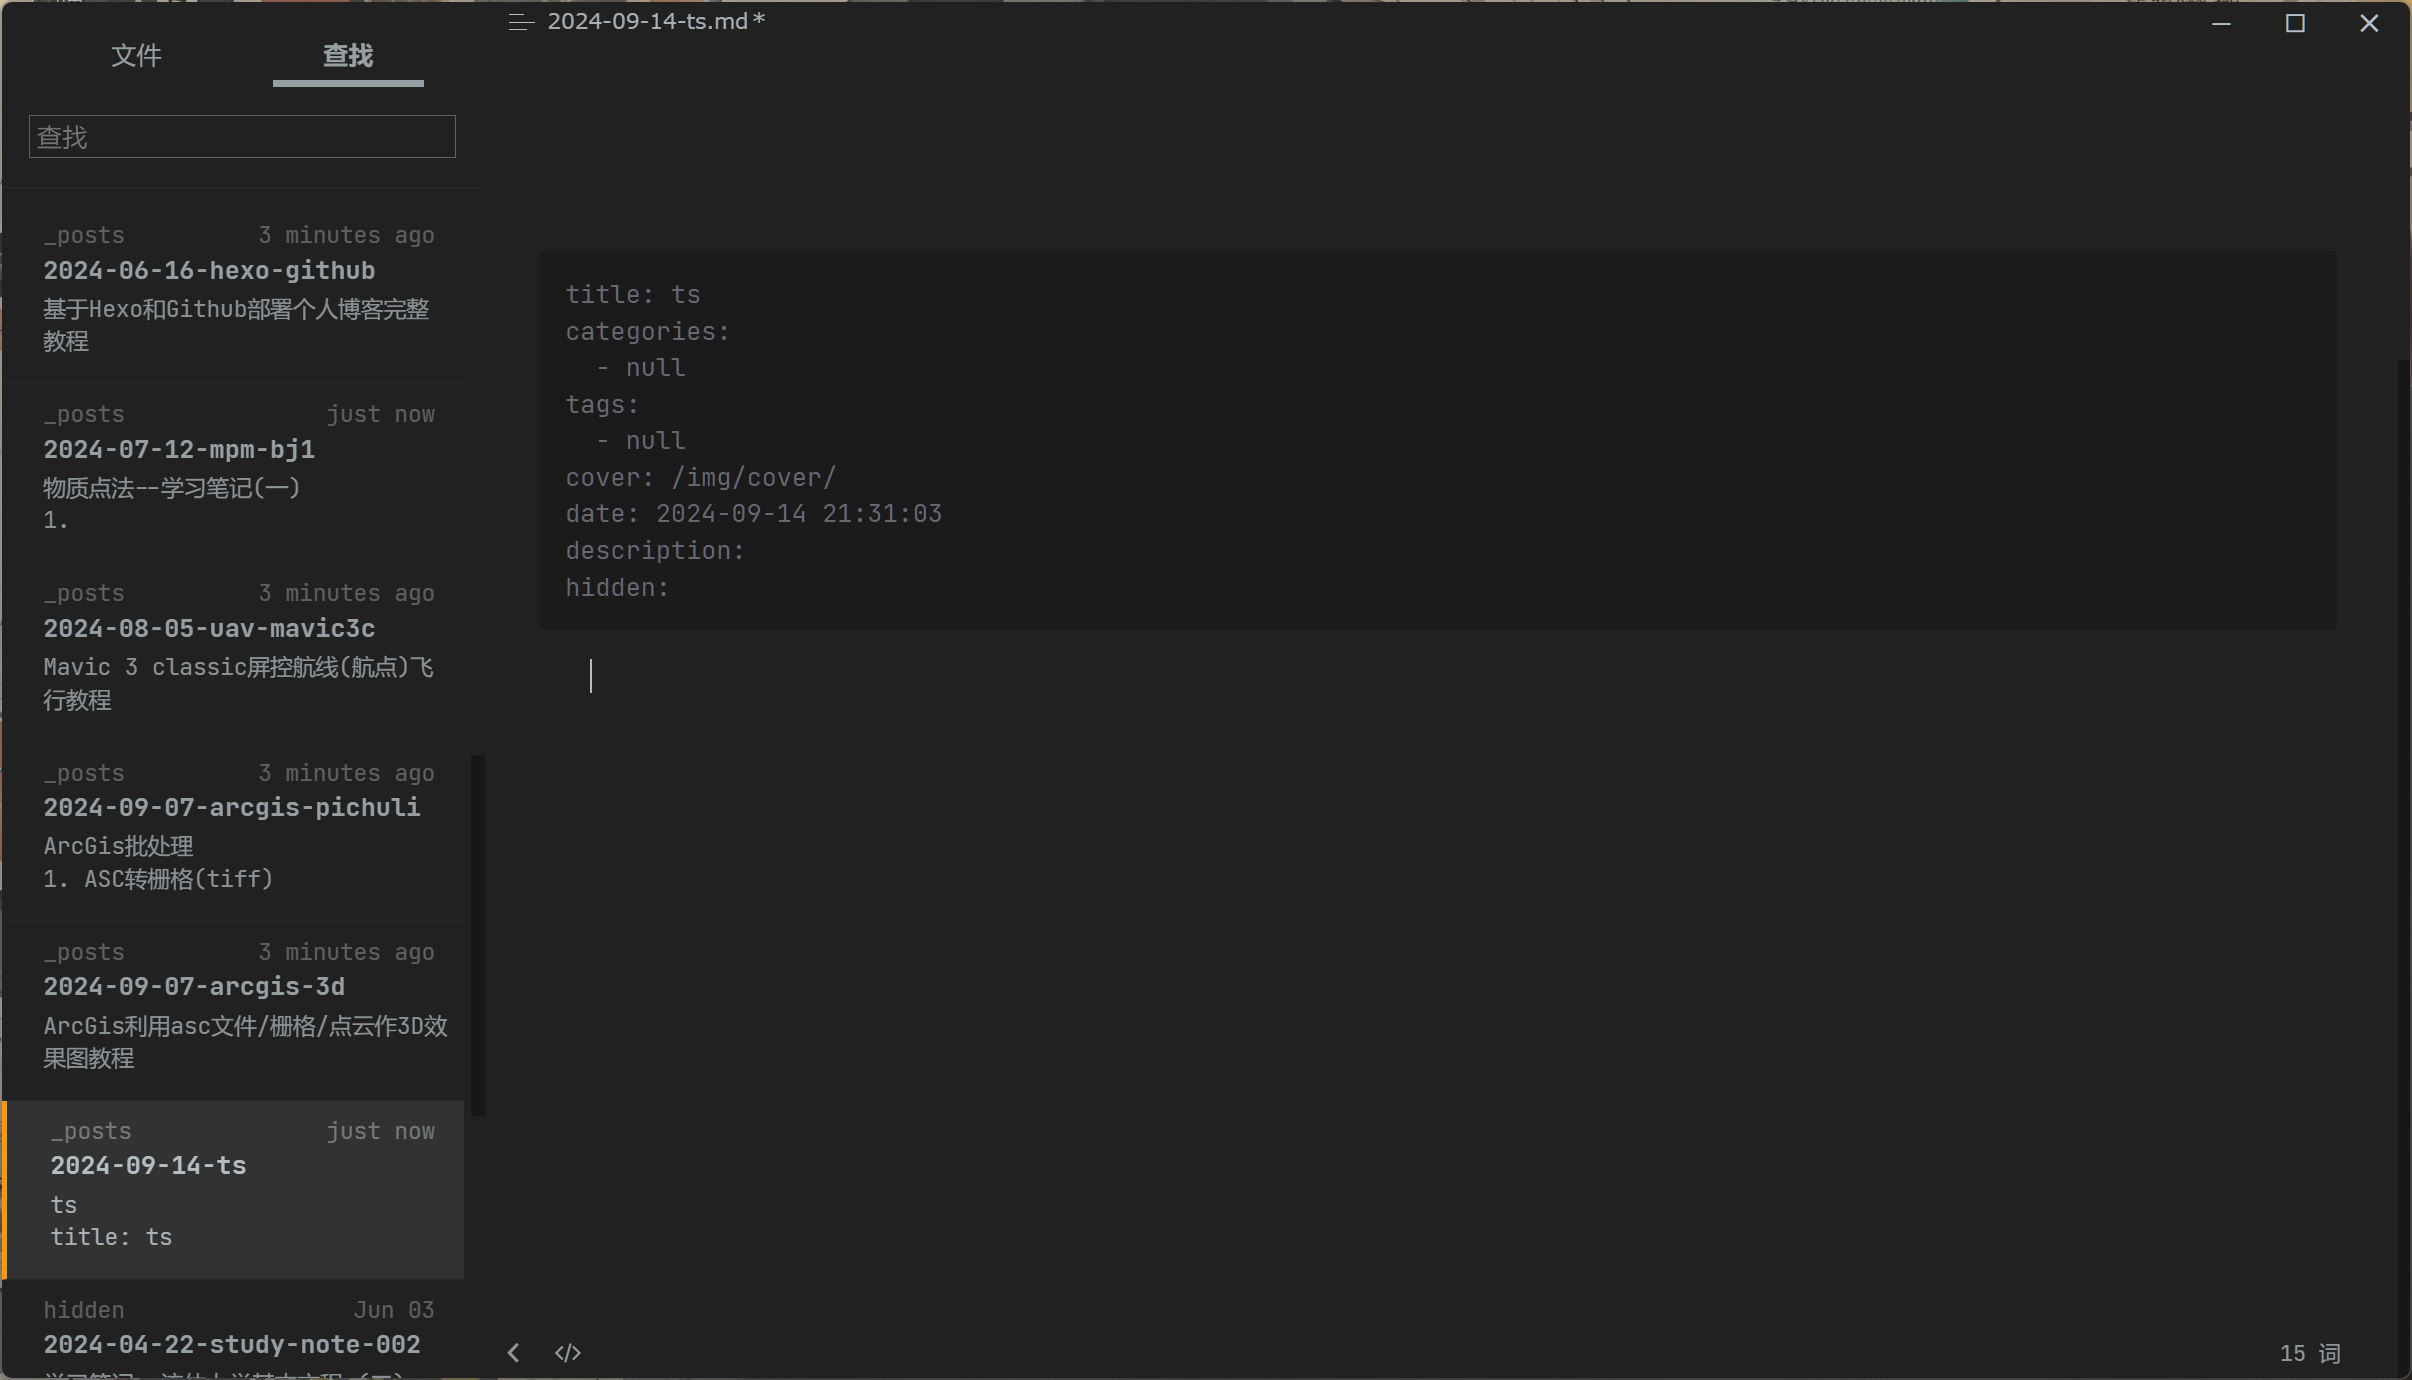 2024-09-14-ts.md*
文件
查找
查找
_posts 3 minutes ago
2024-06-16-hexo-github
基于Hexo和Github部署个人博客完整
教程
_posts just now
2024-07-12-mpm-bj1
物质点法--学习笔记(一)
1.
_posts 3 minutes ago
2024-08-05-uav-mavic3c
Mavic 3 classic屏控航线(航点)飞
行教程
_posts 3 minutes ago
2024-09-07-arcgis-pichuli
ArcGis批处理
1. ASC转栅格(tiff)
_posts 3 minutes ago
2024-09-07-arcgis-3d
ArcGis利用asc文件/栅格/点云作3D效
果图教程
_posts just now
2024-09-14-ts
ts
title: ts
hidden Jun 03
2024-04-22-study-note-002
title: ts
categories:
  - null
tags:
  - null
cover: /img/cover/
date: 2024-09-14 21:31:03
description:
hidden:
15 词